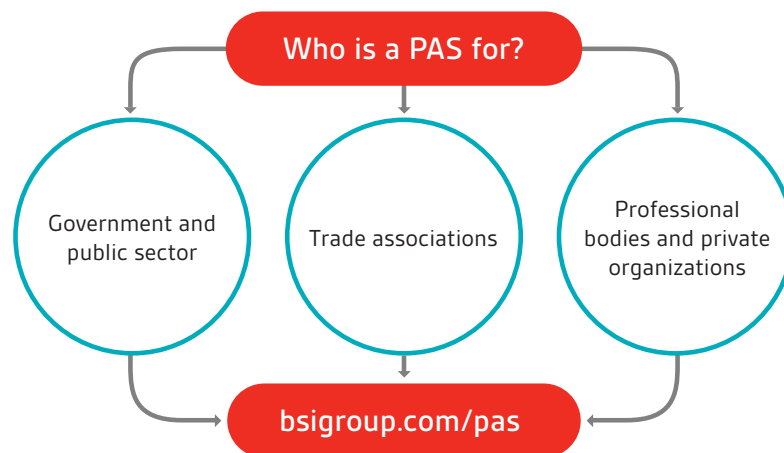 Who is a PAS for?
Government and
public sector
Trade associations
Professional
bodies and private
organizations
bsigroup.com/pas